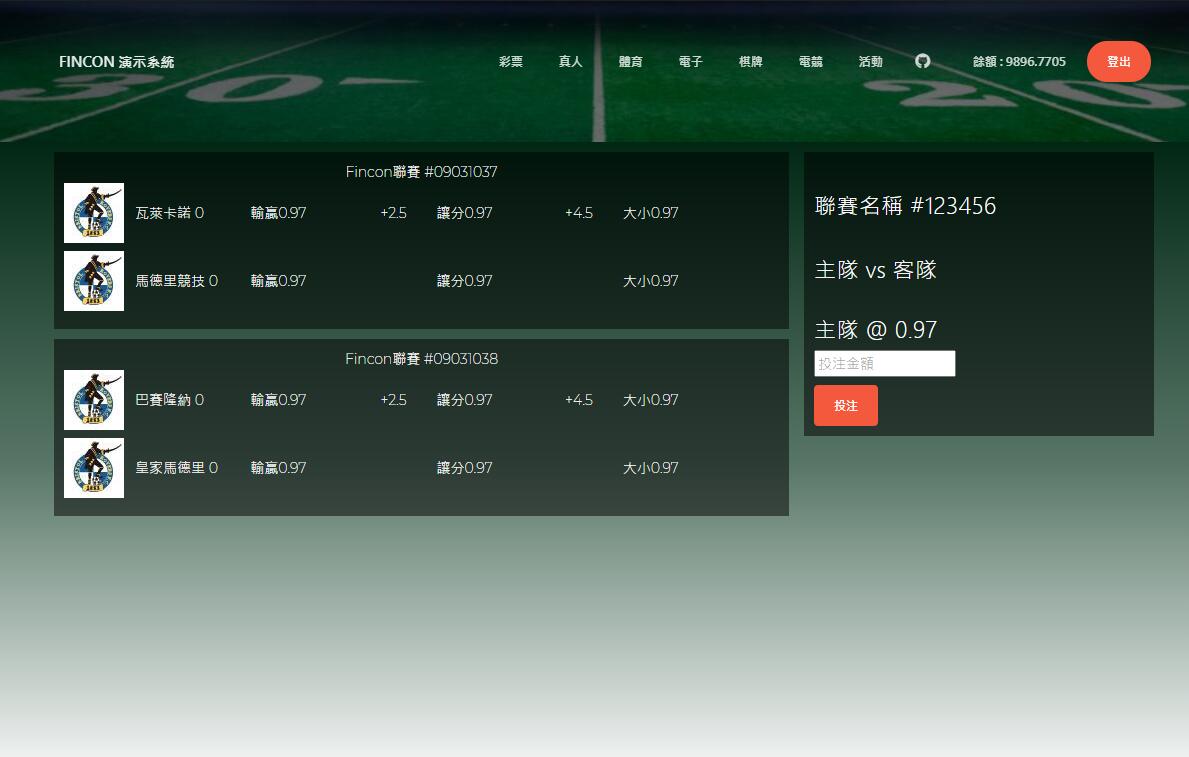 FINCON 演示系統
彩票 真人 體育 電子 棋牌 電競 活動 餘額 : 9896.7705 登出
Fincon聯賽 #09031037
瓦萊卡諾 0 輸贏0.97 +2.5 讓分0.97 +4.5 大小0.97
馬德里競技 0 輸贏0.97 讓分0.97 大小0.97
Fincon聯賽 #09031038
巴賽隆納 0 輸贏0.97 +2.5 讓分0.97 +4.5 大小0.97
皇家馬德里 0 輸贏0.97 讓分0.97 大小0.97
聯賽名稱 #123456
主隊 vs 客隊
主隊 @ 0.97
投注金額
投注